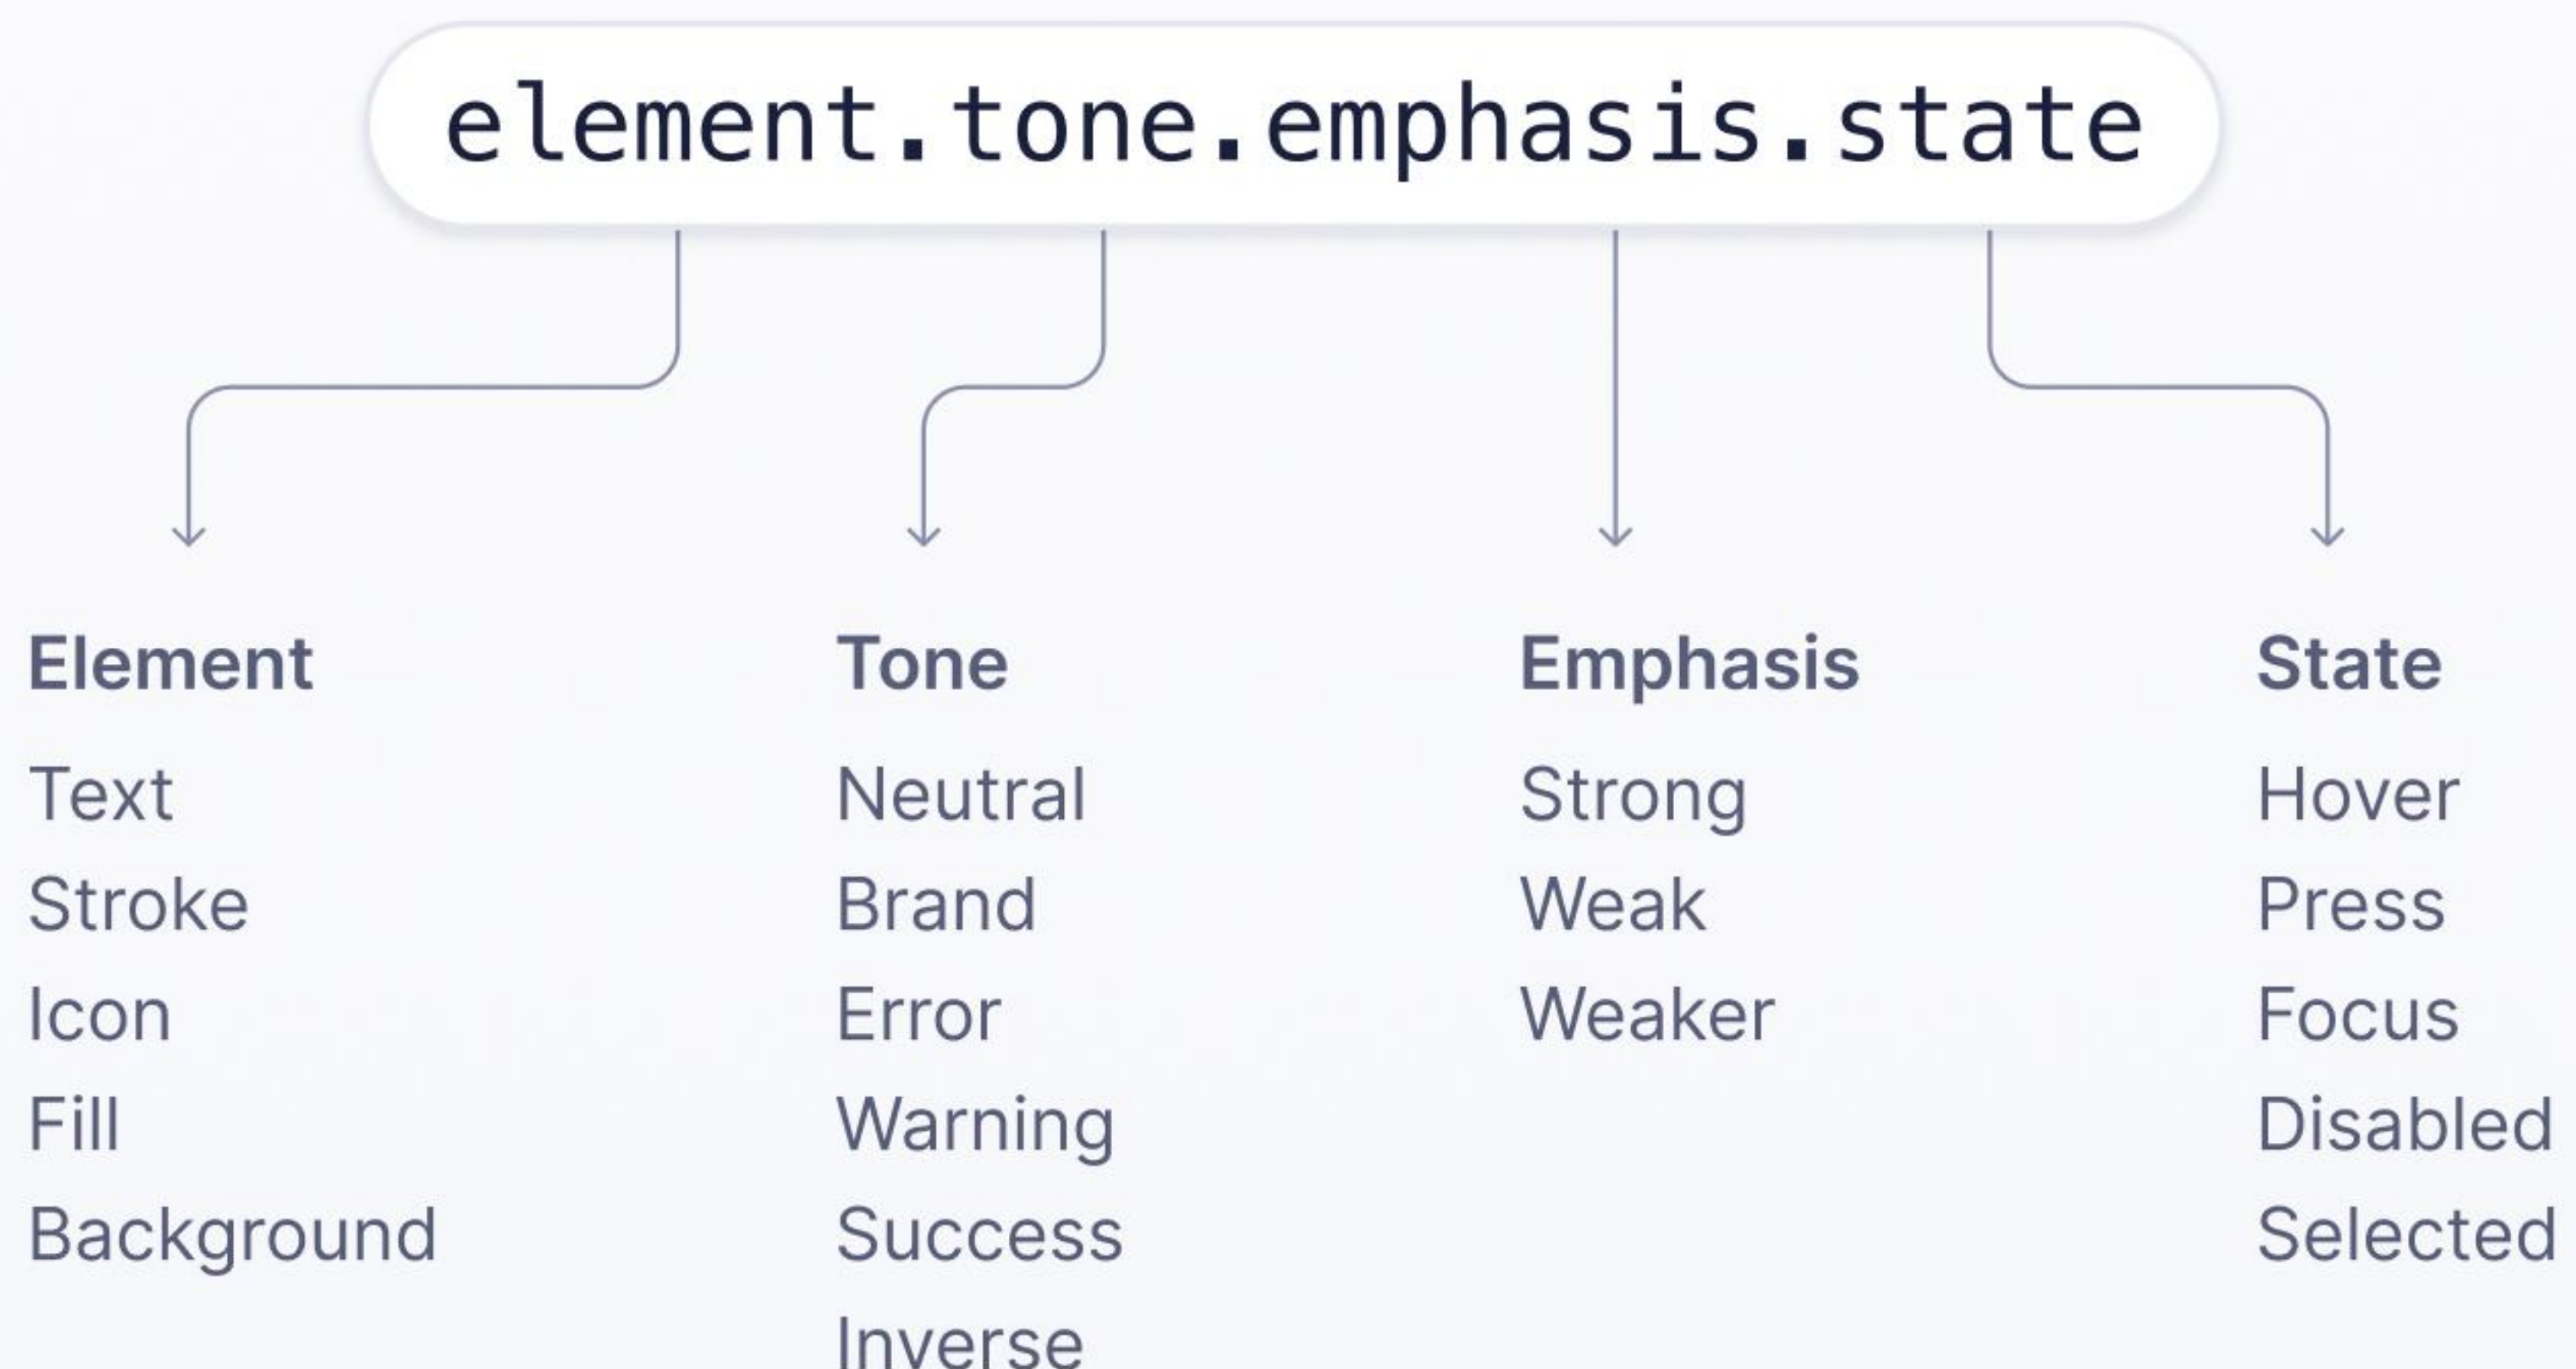 element.tone.emphasis.state
Element
Text
Stroke
Icon
Fill
Background
Tone
Neutral
Brand
Error
Warning
Success
Inverse
Emphasis
Strong
Weak
Weaker
State
Hover
Press
Focus
Disabled
Selected